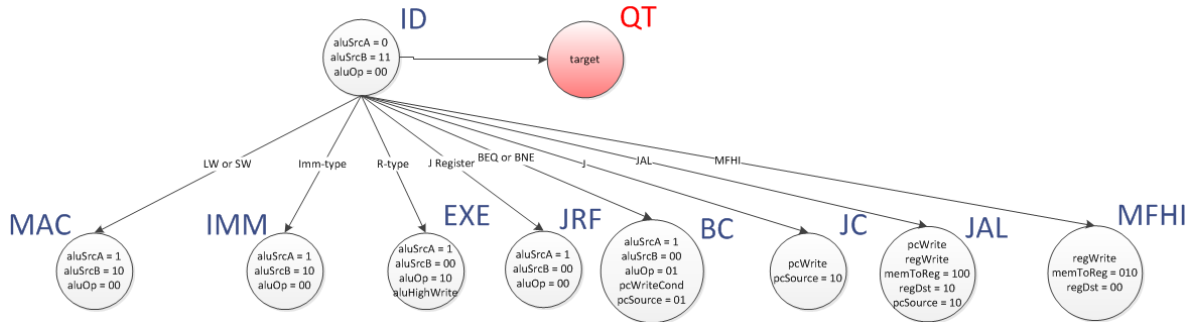 ID
QT
aluSrcA = 0
aluSrcB = 11
aluOp = 00
target
LW or SW
Imm-type
R-type
J Register
BEQ or BNE
J
JAL
MFHI
MAC
IMM
EXE
JRF
BC
JC
JAL
MFHI
aluSrcA = 1
aluSrcB = 10
aluOp = 00
aluSrcA = 1
aluSrcB = 10
aluOp = 00
aluSrcA = 1
aluSrcB = 00
aluOp = 10
aluHighWrite
aluSrcA = 1
aluSrcB = 00
aluOp = 00
aluSrcA = 1
aluSrcB = 00
aluOp = 01
pcWriteCond
pcSource = 01
pcWrite
pcSource = 10
pcWrite
regWrite
memToReg = 100
regDst = 10
pcSource = 10
regWrite
memToReg = 010
regDst = 00